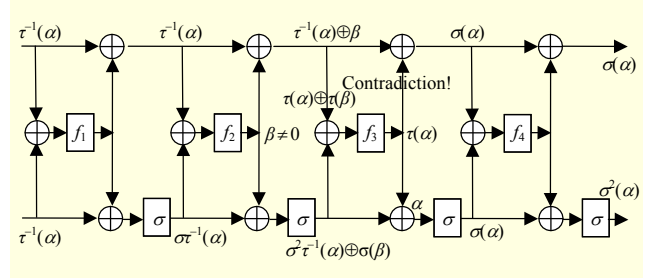 τ⁻¹(α) τ⁻¹(α) τ⁻¹(α)⊕β σ(α)
σ(α)
Contradiction!
τ(α)⊕τ(β)
f₁ f₂ β≠0 f₃ τ(α) f₄
α σ²(α)
σ σ σ σ
τ⁻¹(α) στ⁻¹(α) σ(α)
σ²τ⁻¹(α)⊕σ(β)